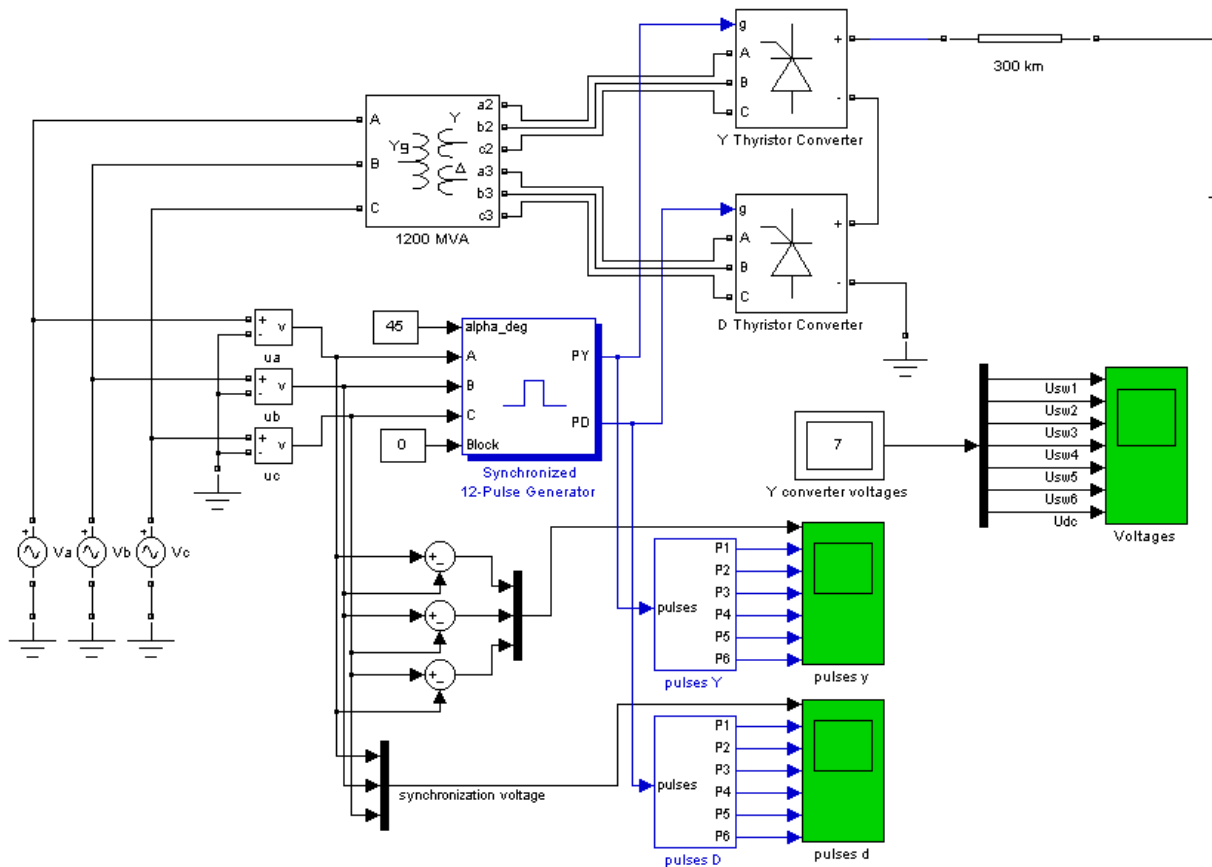 g
A
B
C
+
-
Y Thyristor Converter
300 km
A
B
C
Yg
Y
Δ
a2
b2
c2
a3
b3
c3
1200 MVA
g
A
B
C
+
-
D Thyristor Converter
+
-
v
ua
+
-
v
ub
+
-
v
uc
45
0
alpha_deg
A
B
C
Block
PY
PD
Synchronized
12-Pulse Generator
7
Y converter voltages
Usw1
Usw2
Usw3
Usw4
Usw5
Usw6
Udc
Voltages
+
Va
+
Vb
+
Vc
+
-
+
-
+
-
pulses
P1
P2
P3
P4
P5
P6
pulses Y
pulses y
synchronization voltage
pulses
P1
P2
P3
P4
P5
P6
pulses D
pulses d